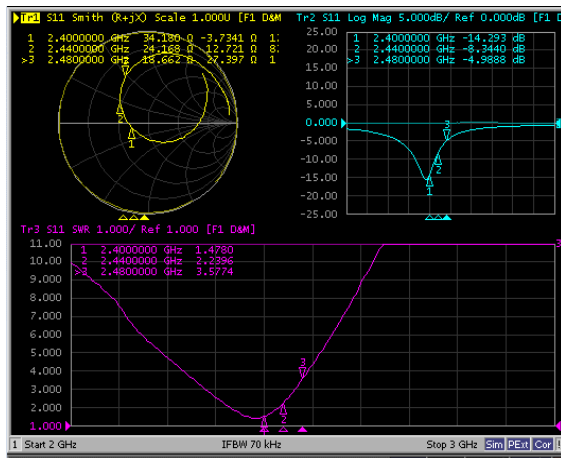 Tr1 S11 Smith (R+jX) Scale 1.000U [F1 D&M]
1 2.4000000 GHz 34.180 Ω -3.7341 Ω
2 2.4400000 GHz 24.168 Ω 12.721 Ω
>3 2.4800000 GHz 18.662 Ω 27.397 Ω
2
1
Tr2 S11 Log Mag 5.000dB/ Ref 0.000dB [F1 D
25.00
20.00
15.00
10.00
5.000
0.000
-5.000
-10.00
-15.00
-20.00
-25.00
1 2.4000000 GHz -14.293 dB
2 2.4400000 GHz -8.3440 dB
>3 2.4800000 GHz -4.9888 dB
3
2
1
Tr3 S11 SWR 1.000/ Ref 1.000 [F1 D&M]
11.00
10.00
9.000
8.000
7.000
6.000
5.000
4.000
3.000
2.000
1.000
1 2.4000000 GHz 1.4780
2 2.4400000 GHz 2.2396
>3 2.4800000 GHz 3.5774
3
2
1 Start 2 GHz IFBW 70 kHz Stop 3 GHz Sim PExt Cor !